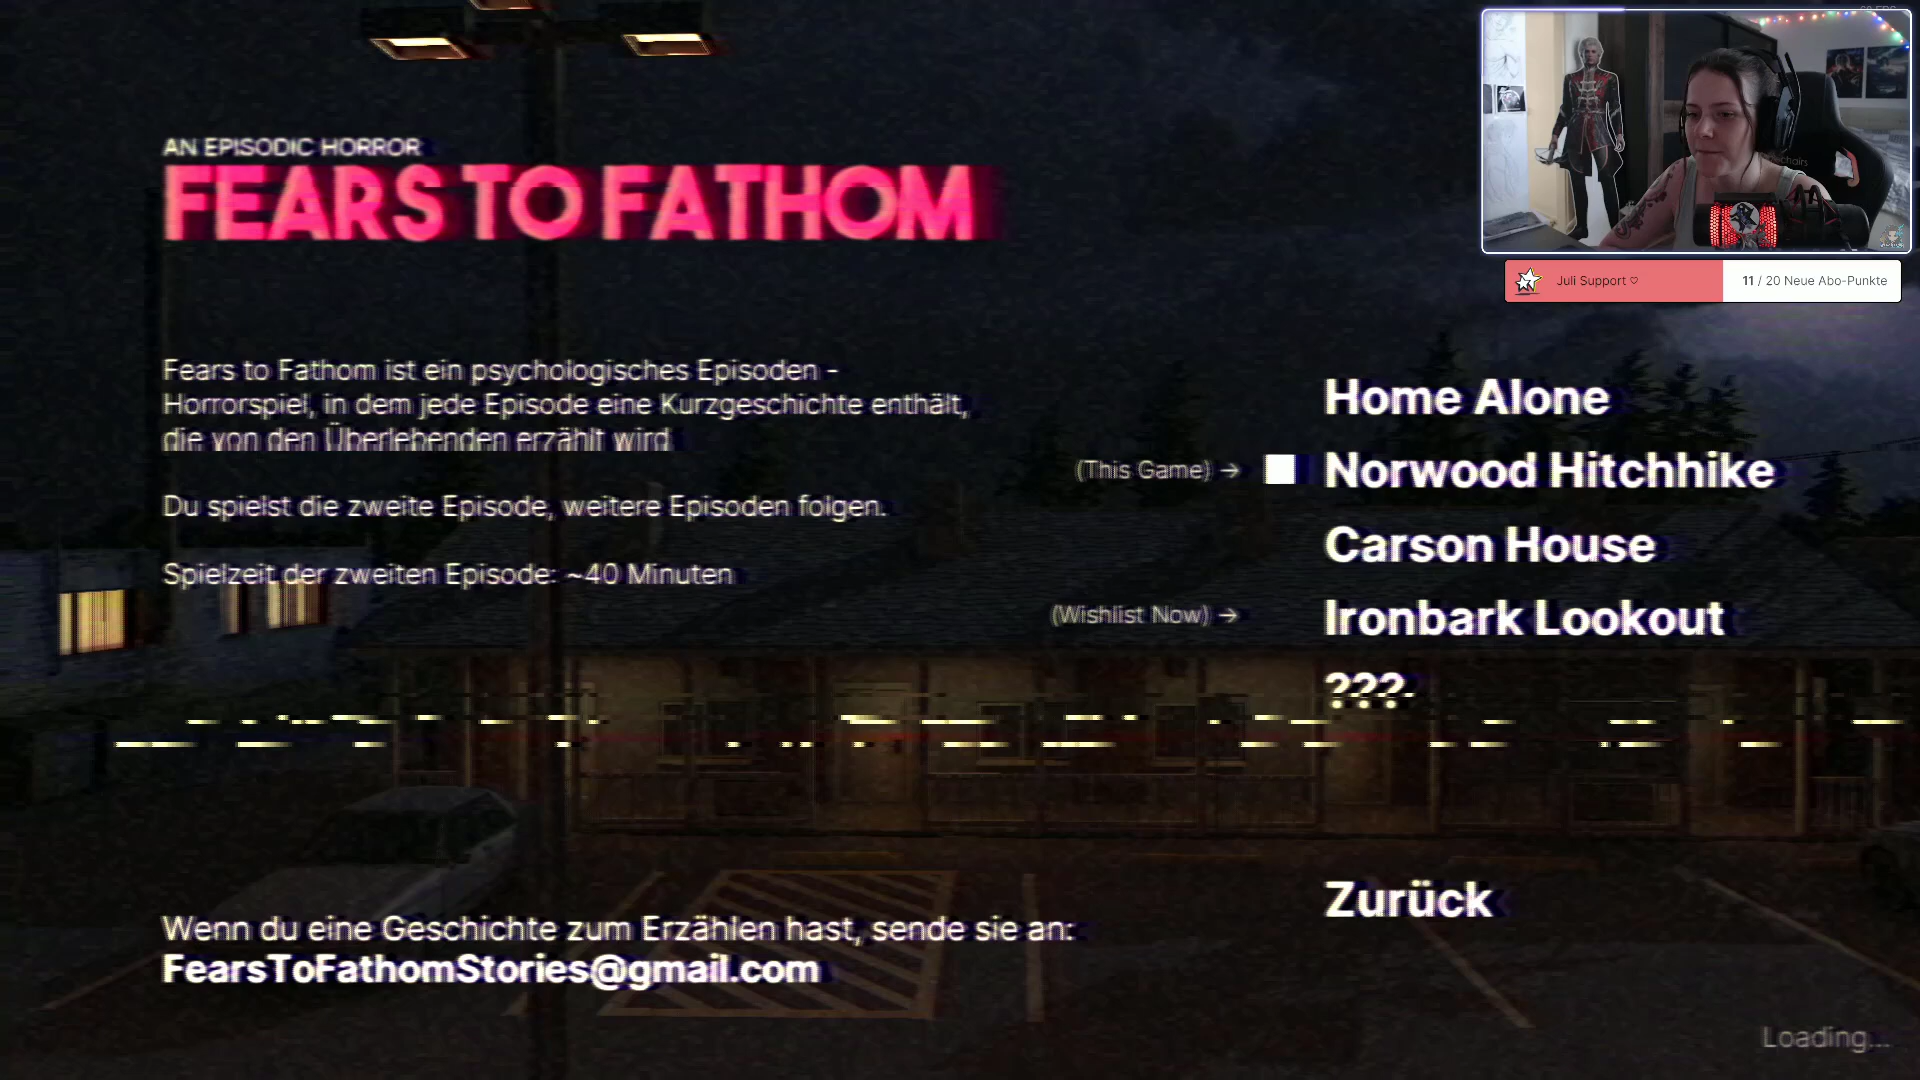 AN EPISODIC HORROR
FEARS TO FATHOM
Juli Support ♡
11 / 20 Neue Abo-Punkte
Fears to Fathom ist ein psychologisches Episoden -
Horrorspiel, in dem jede Episode eine Kurzgeschichte enthält,
die von den Überlebenden erzählt wird
Du spielst die zweite Episode, weitere Episoden folgen.
Spielzeit der zweiten Episode: ~40 Minuten
Home Alone
(This Game) → Norwood Hitchhike
Carson House
(Wishlist Now) → Ironbark Lookout
???
Zurück
Wenn du eine Geschichte zum Erzählen hast, sende sie an:
FearsToFathomStories@gmail.com
Loading...